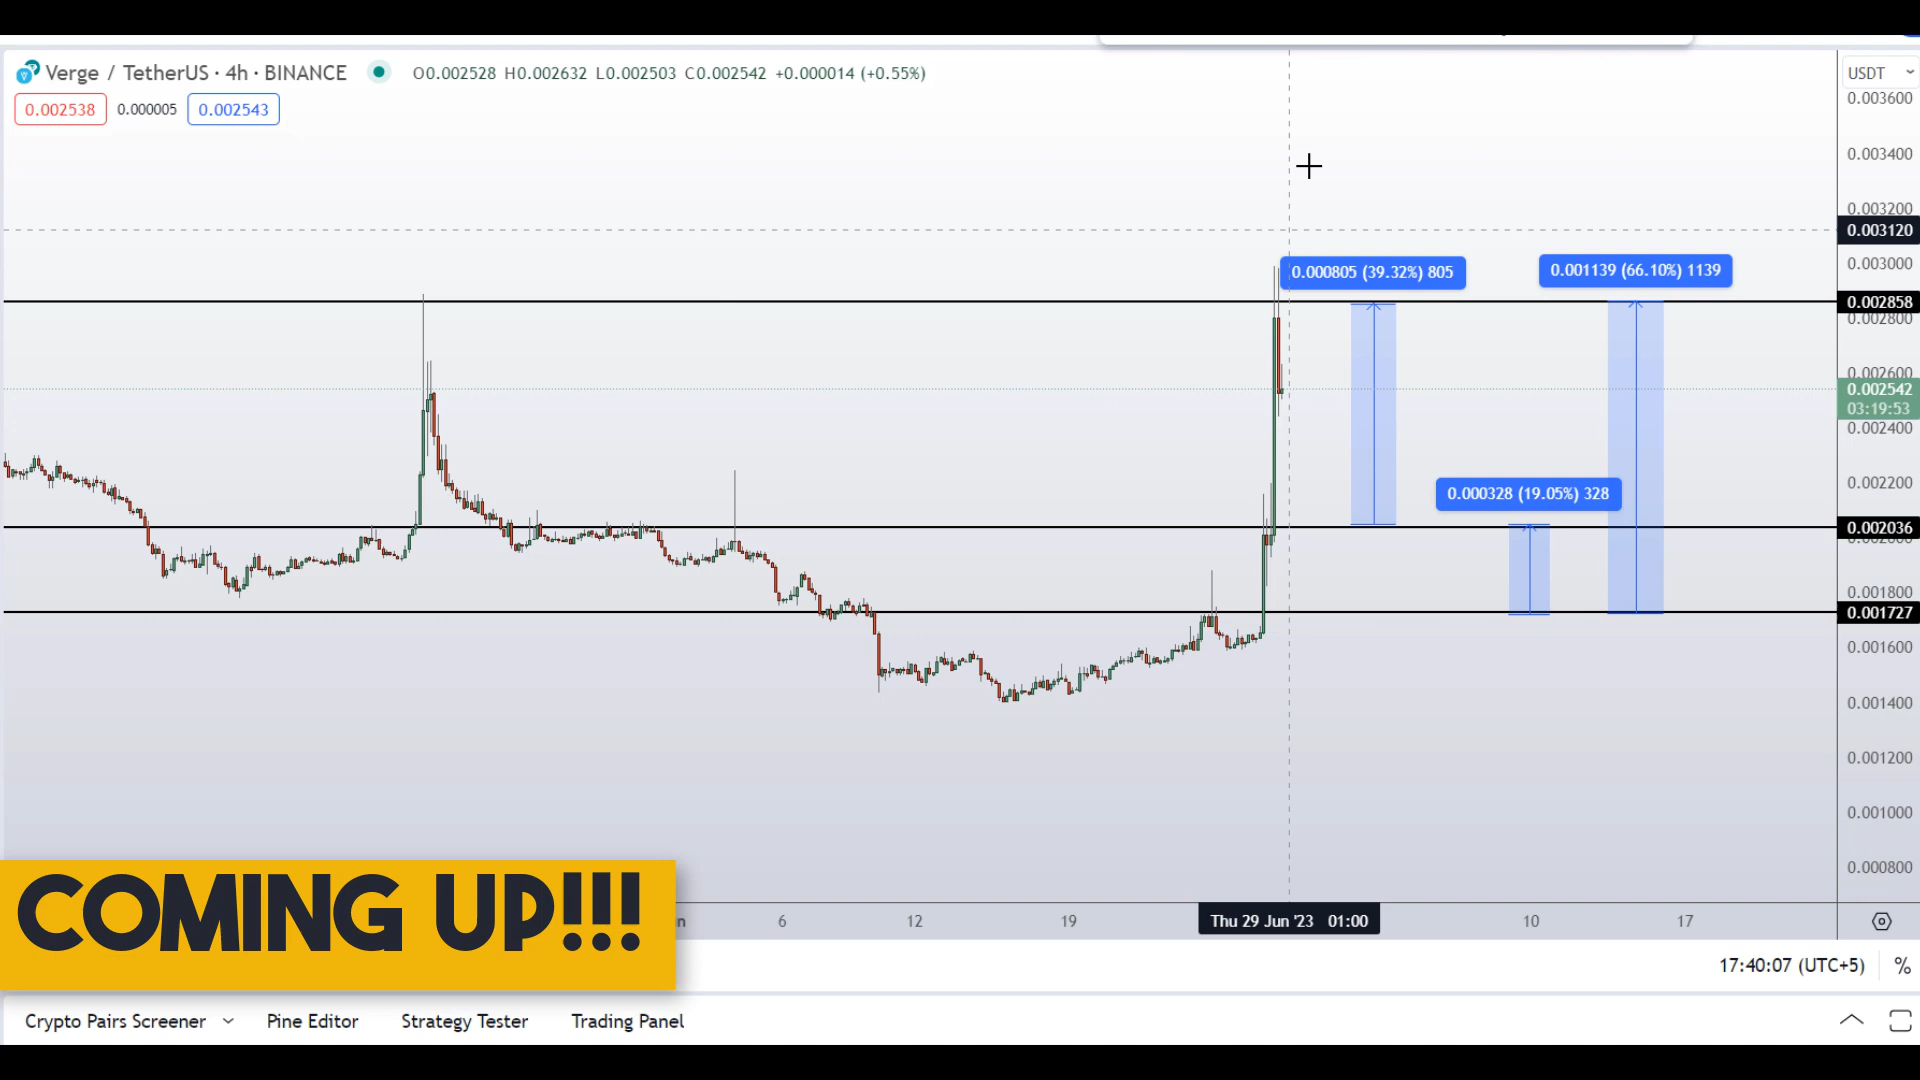 Verge / TetherUS · 4h · BINANCE O0.002528 H0.002632 L0.002503 C0.002542 +0.000014 (+0.55%)
0.002538 0.000005 0.002543
USDT
0.003600
0.003400
0.003200
0.003120
0.003000
0.000805 (39.32%) 805
0.001139 (66.10%) 1139
0.002858
0.002800
0.002600
0.002542
03:19:53
0.002400
0.002200
0.000328 (19.05%) 328
0.002036
0.002000
0.001800
0.001727
0.001600
0.001400
0.001200
0.001000
0.000800
COMING UP!!!
6 12 19 Thu 29 Jun '23 01:00 10 17
17:40:07 (UTC+5) %
Crypto Pairs Screener Pine Editor Strategy Tester Trading Panel